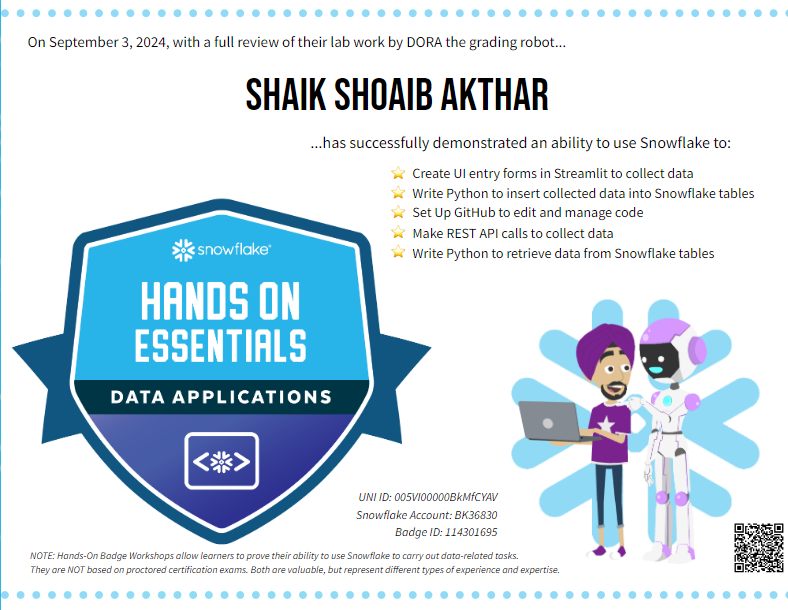 On September 3, 2024, with a full review of their lab work by DORA the grading robot...
SHAIK SHOAIB AKTHAR
...has successfully demonstrated an ability to use Snowflake to:
Create UI entry forms in Streamlit to collect data
Write Python to insert collected data into Snowflake tables
Set Up GitHub to edit and manage code
Make REST API calls to collect data
Write Python to retrieve data from Snowflake tables
snowflake®
HANDS ON
ESSENTIALS
DATA APPLICATIONS
UNI ID: 005VI00000BkMfCYAV
Snowflake Account: BK36830
Badge ID: 114301695
NOTE: Hands-On Badge Workshops allow learners to prove their ability to use Snowflake to carry out data-related tasks.
They are NOT based on proctored certification exams. Both are valuable, but represent different types of experience and expertise.